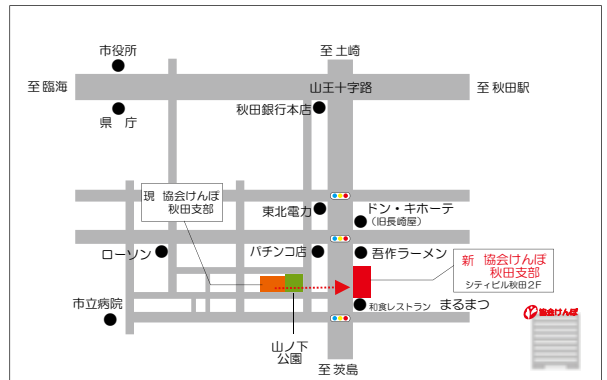 市役所
至 土崎
至 臨海
山王十字路
至 秋田駅
県 庁
秋田銀行本店
現 協会けんぽ
秋田支部
東北電力
ドン・キホーテ
(旧長崎屋)
ローソン
パチンコ店
吾作ラーメン
新 協会けんぽ
秋田支部
シティビル秋田2F
市立病院
和食レストラン まるまつ
協会けんぽ
山ノ下
公園
至 茨島